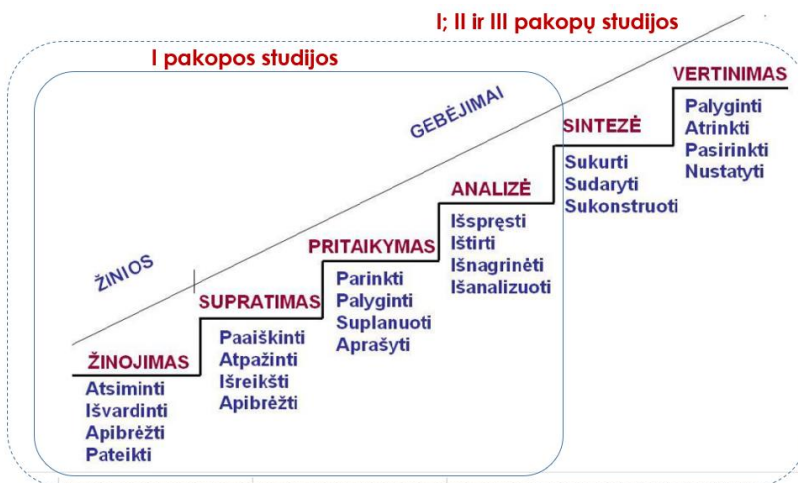 I; II ir III pakopų studijos
I pakopos studijos
ŽINIOS
GEBĖJIMAI
ŽINOJIMAS
Atsiminti
Išvardinti
Apibrėžti
Pateikti
SUPRATIMAS
Paaiškinti
Atpažinti
Išreikšti
Apibrėžti
PRITAIKYMAS
Parinkti
Palyginti
Suplanuoti
Aprašyti
ANALIZĖ
Išspręsti
Ištirti
Išnagrinėti
Išanalizuoti
SINTEZĖ
Sukurti
Sudaryti
Sukonstruoti
VERTINIMAS
Palyginti
Atrinkti
Pasirinkti
Nustatyti